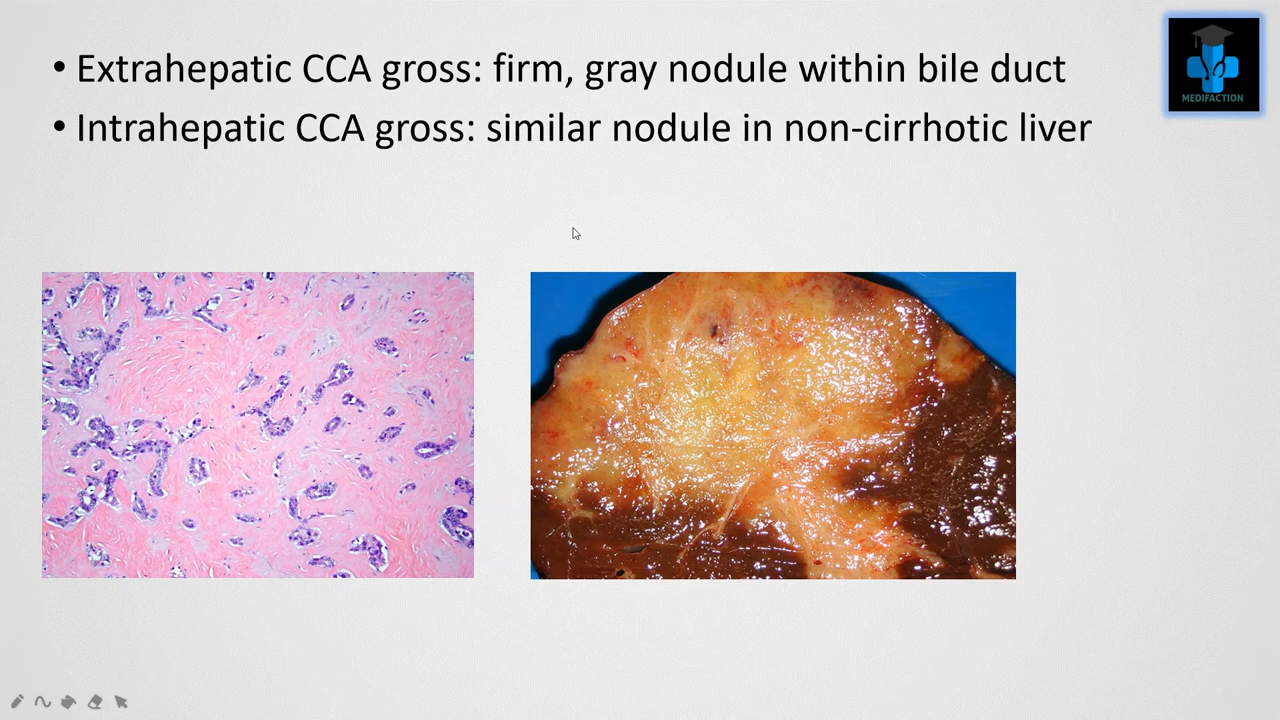 • Extrahepatic CCA gross: firm, gray nodule within bile duct
• Intrahepatic CCA gross: similar nodule in non-cirrhotic liver
MEDIFACTION